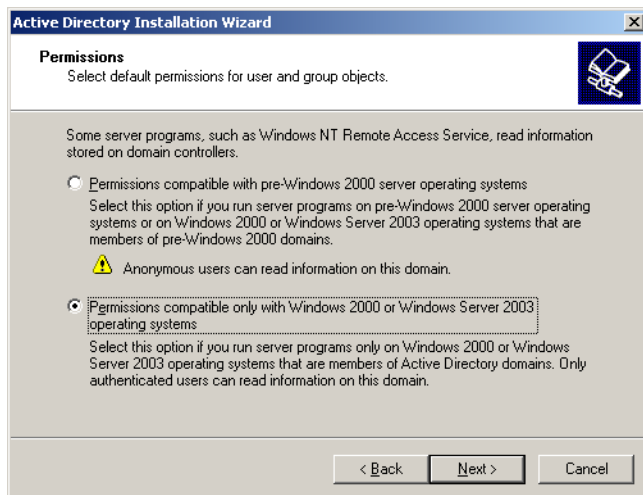 Active Directory Installation Wizard
Permissions
Select default permissions for user and group objects.
Some server programs, such as Windows NT Remote Access Service, read information
stored on domain controllers.
Permissions compatible with pre-Windows 2000 server operating systems
Select this option if you run server programs on pre-Windows 2000 server operating
systems or on Windows 2000 or Windows Server 2003 operating systems that are
members of pre-Windows 2000 domains.
Anonymous users can read information on this domain.
Permissions compatible only with Windows 2000 or Windows Server 2003
operating systems
Select this option if you run server programs only on Windows 2000 or Windows
Server 2003 operating systems that are members of Active Directory domains. Only
authenticated users can read information on this domain.
< Back Next > Cancel